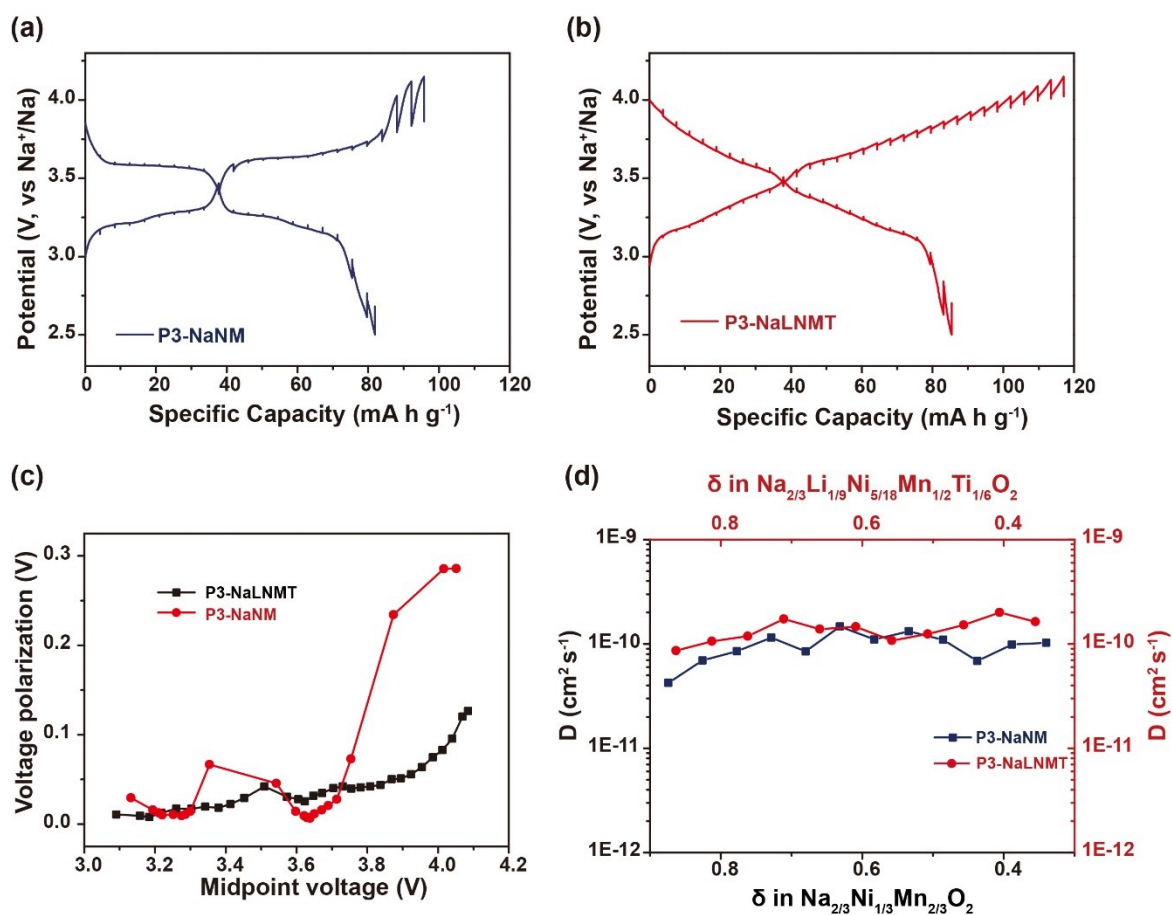 (a)
Potential (V, vs Na⁺/Na)
4.0
3.5
3.0
2.5
P3-NaNM
0 20 40 60 80 100 120
Specific Capacity (mA h g⁻¹)
(b)
Potential (V, vs Na⁺/Na)
4.0
3.5
3.0
2.5
P3-NaLNMT
0 20 40 60 80 100 120
Specific Capacity (mA h g⁻¹)
(c)
Voltage polarization (V)
0.3
0.2
0.1
0.0
P3-NaLNMT
P3-NaNM
3.0 3.2 3.4 3.6 3.8 4.0 4.2
Midpoint voltage (V)
(d)
δ in Na₂/₃Li₁/₉Ni₅/₁₈Mn₁/₂Ti₁/₆O₂
0.8 0.6 0.4
D (cm² s⁻¹)
1E-9
1E-10
1E-11
1E-12
1E-9
1E-10
1E-11
1E-12
D (cm² s⁻¹)
P3-NaNM
P3-NaLNMT
0.8 0.6 0.4
δ in Na₂/₃Ni₁/₃Mn₂/₃O₂